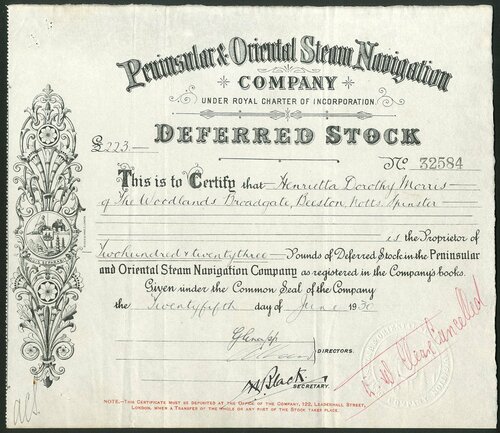 Peninsular & Oriental Steam Navigation
COMPANY
UNDER ROYAL CHARTER OF INCORPORATION.
DEFERRED STOCK
£223.—
No. 32584
This is to Certify that Henrietta Dorothy Morris
of The Woodlands Broadgate, Beeston, Notts. Spinster
is the Proprietor of
Twohundred & twentythree Pounds of Deferred Stock in the Peninsular
and Oriental Steam Navigation Company as registered in the Company's books.
Given under the Common Seal of the Company
the Twentyfifth day of June 1930
DIRECTORS.
Black
SECRETARY.
Cancelled
NOTE.—THIS CERTIFICATE MUST BE DEPOSITED AT THE OFFICE OF THE COMPANY, 122, LEADENHALL STREET,
LONDON, WHEN A TRANSFER OF THE WHOLE OR ANY PART OF THE STOCK TAKES PLACE.